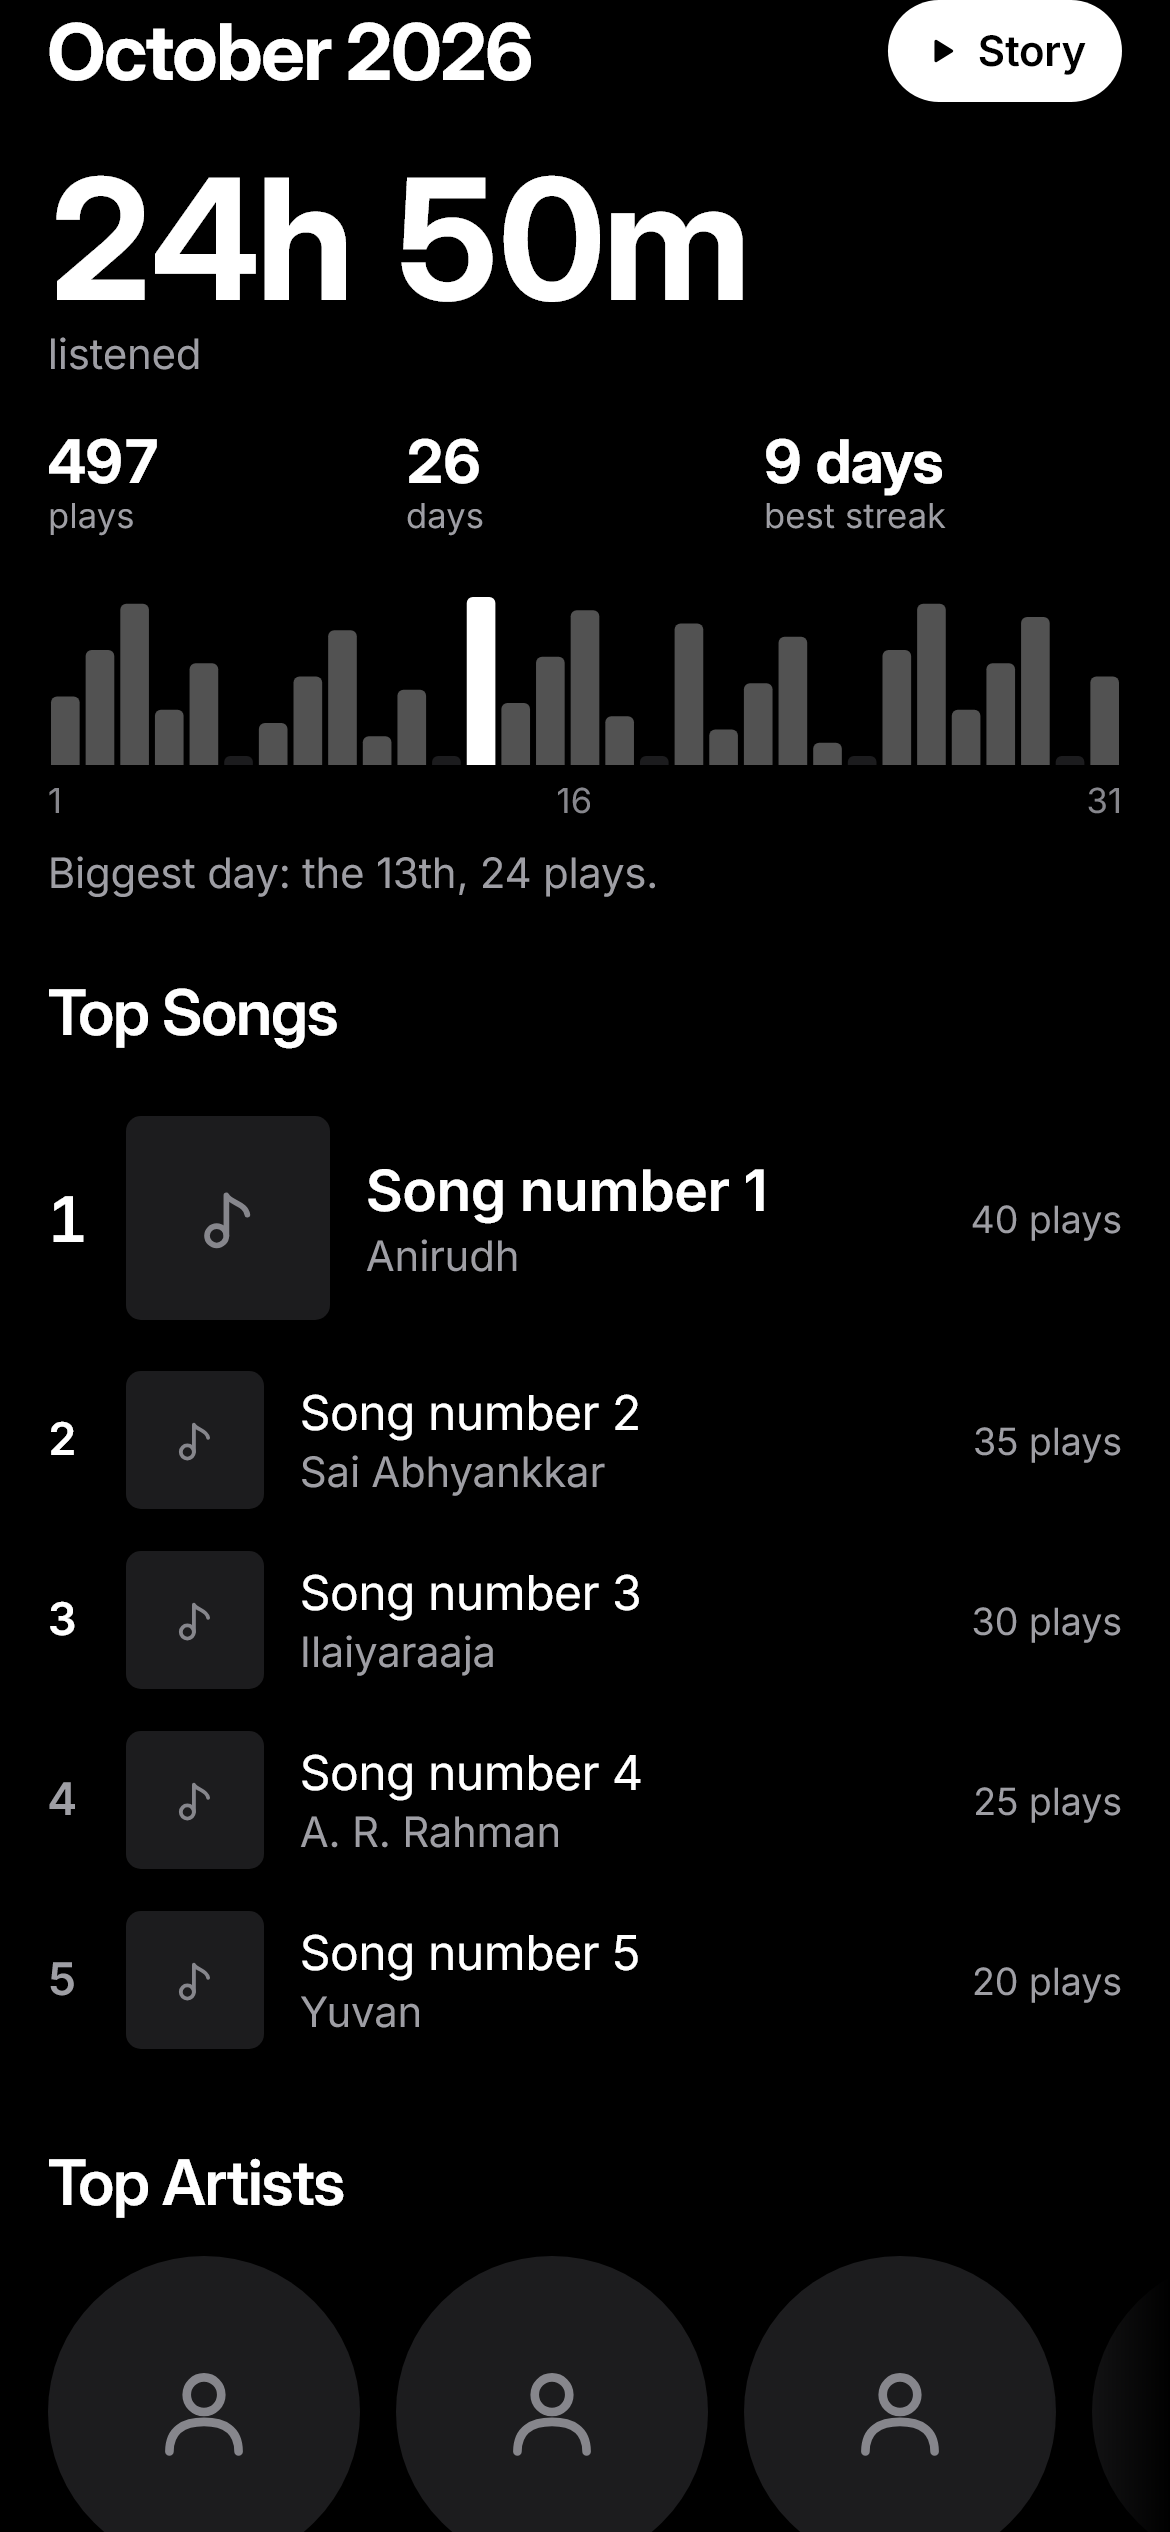 October 2026
Story
24h 50m
listened
497
plays
26
days
9 days
best streak
1 16 31
Biggest day: the 13th, 24 plays.
Top Songs
1
Song number 1
Anirudh
40 plays
2
Song number 2
Sai Abhyankkar
35 plays
3
Song number 3
Ilaiyaraaja
30 plays
4
Song number 4
A. R. Rahman
25 plays
5
Song number 5
Yuvan
20 plays
Top Artists